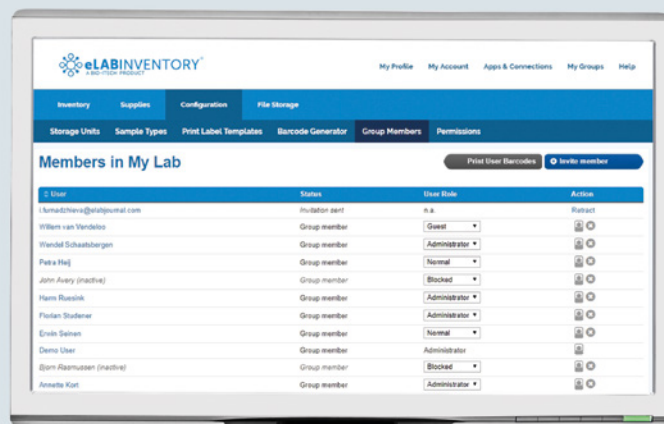 eLABINVENTORY®
A BIO-ITECH PRODUCT
My Profile My Account Apps & Connections My Groups Help
Inventory Supplies Configuration File Storage
Storage Units Sample Types Print Label Templates Barcode Generator Group Members Permissions
Members in My Lab
Print User Barcodes Invite member
User Status User Role Action
i.fumadzhieva@elabjournal.com Invitation sent n.a. Retract
Willem van Vendeloo Group member Guest
Wendel Schaatsbergen Group member Administrator
Petra Heij Group member Normal
John Avery (inactive) Group member Blocked
Harm Ruesink Group member Administrator
Florian Studener Group member Administrator
Erwin Seinen Group member Normal
Demo User Group member Administrator
Bjorn Rasmussen (inactive) Group member Blocked
Annette Kort Group member Administrator